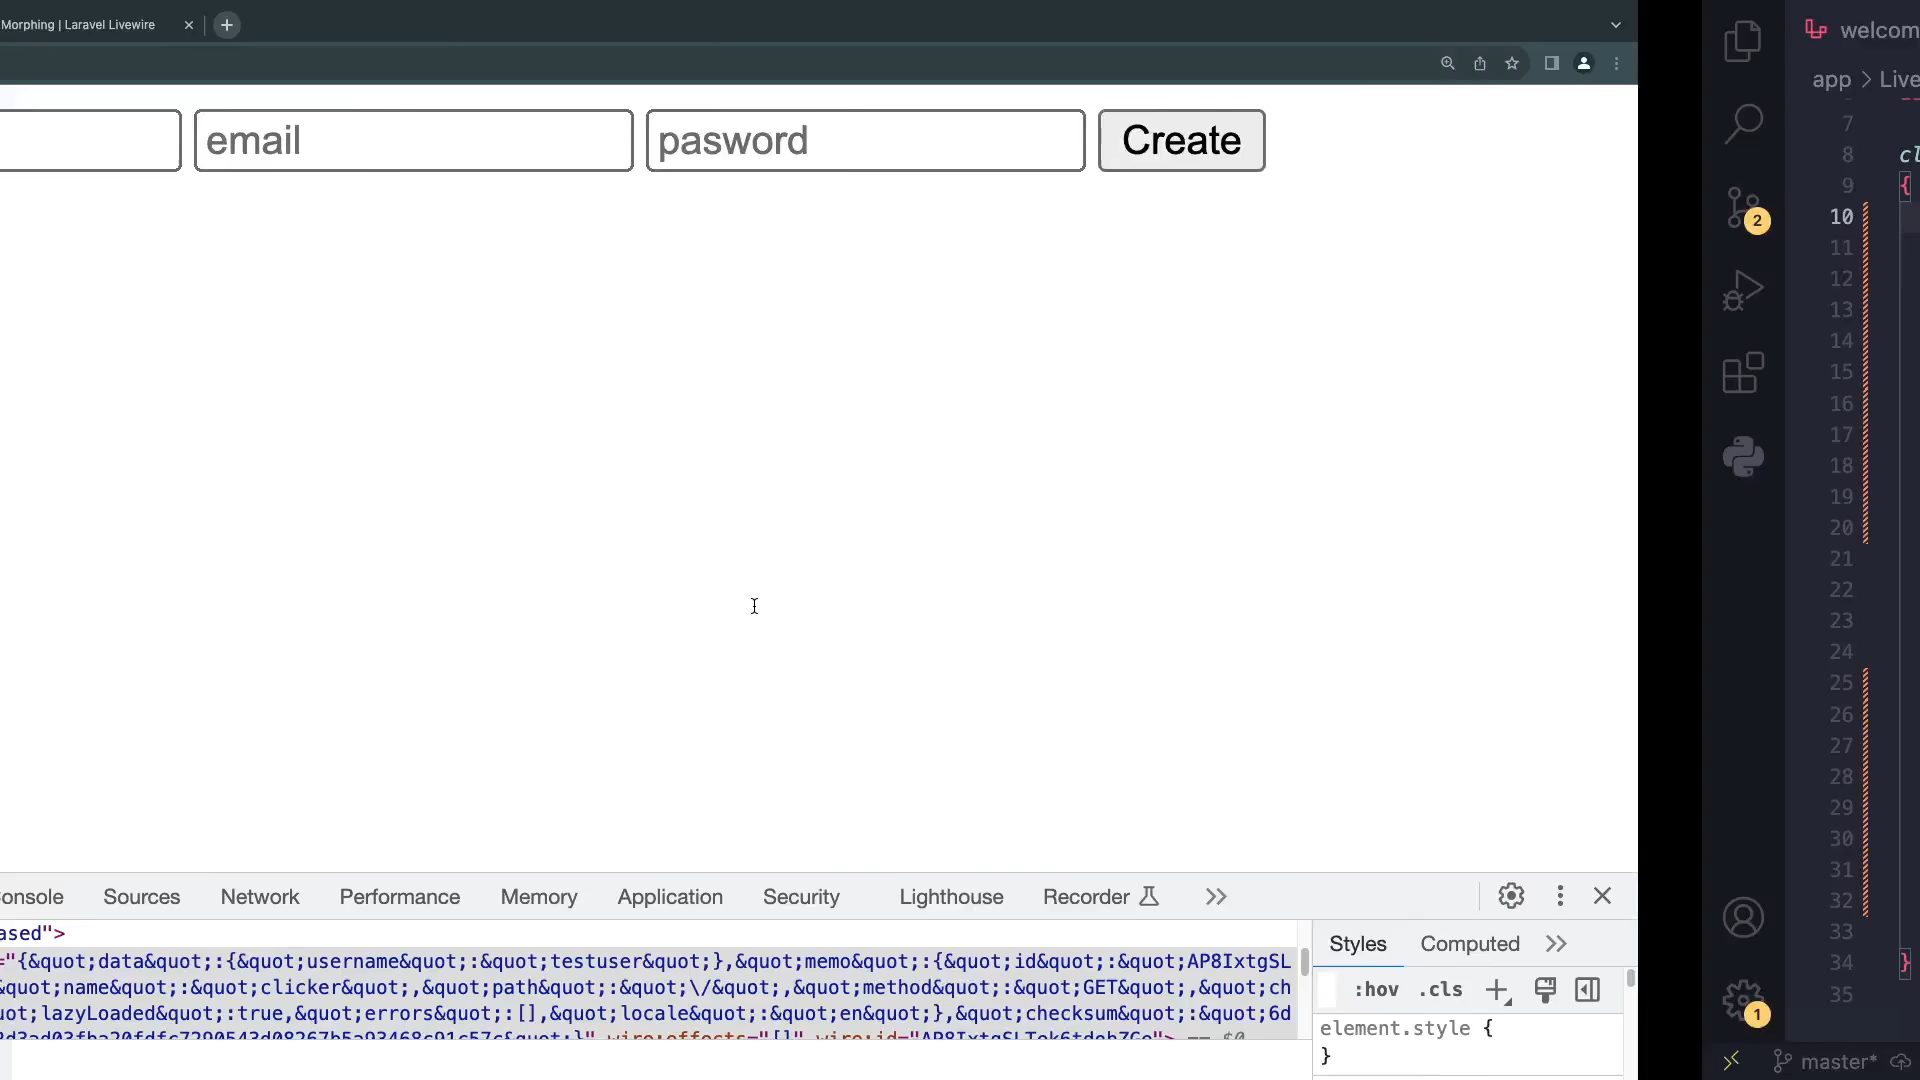 Morphing | Laravel Livewire
email
pasword
Create
onsole
Sources
Network
Performance
Memory
Application
Security
Lighthouse
Recorder
ased">
="{&quot;data&quot;:{&quot;username&quot;:&quot;testuser&quot;},&quot;memo&quot;:{&quot;id&quot;:&quot;AP8IxtgSL
&quot;name&quot;:&quot;clicker&quot;,&quot;path&quot;:&quot;\/&quot;,&quot;method&quot;:&quot;GET&quot;,&quot;ch
uot;lazyLoaded&quot;:true,&quot;errors&quot;:[],&quot;locale&quot;:&quot;en&quot;},&quot;checksum&quot;:&quot;6d
wire:effects="[]" == $0
Styles
Computed
:hov
.cls
element.style {
}
welcom
app > Live
7
8 cl
9 {
10
11
12
13
14
15
16
17
18
19
20
21
22
23
24
25
26
27
28
29
30
31
32
33
34 }
35
2
1
master*